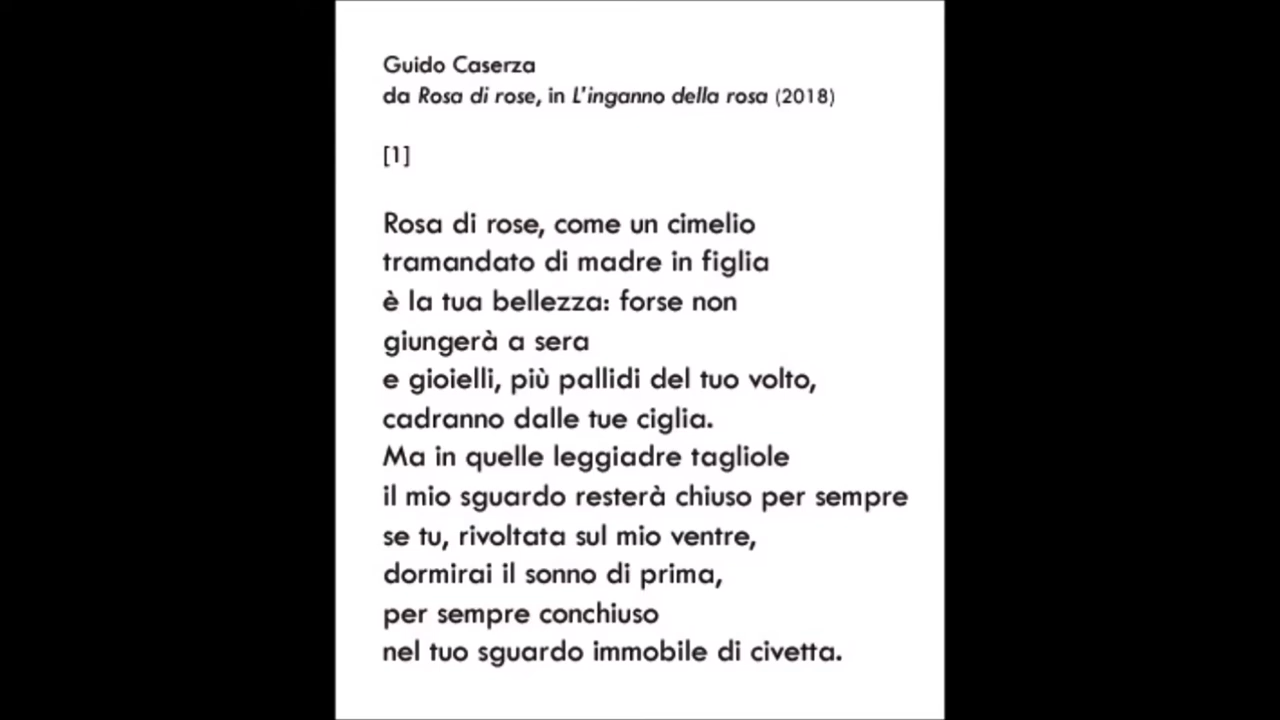 Guido Caserza
da Rosa di rose, in L'inganno della rosa (2018)
[1]
Rosa di rose, come un cimelio
tramandato di madre in figlia
è la tua bellezza: forse non
giungerà a sera
e gioielli, più pallidi del tuo volto,
cadranno dalle tue ciglia.
Ma in quelle leggiadre tagliole
il mio sguardo resterà chiuso per sempre
se tu, rivoltata sul mio ventre,
dormirai il sonno di prima,
per sempre conchiuso
nel tuo sguardo immobile di civetta.